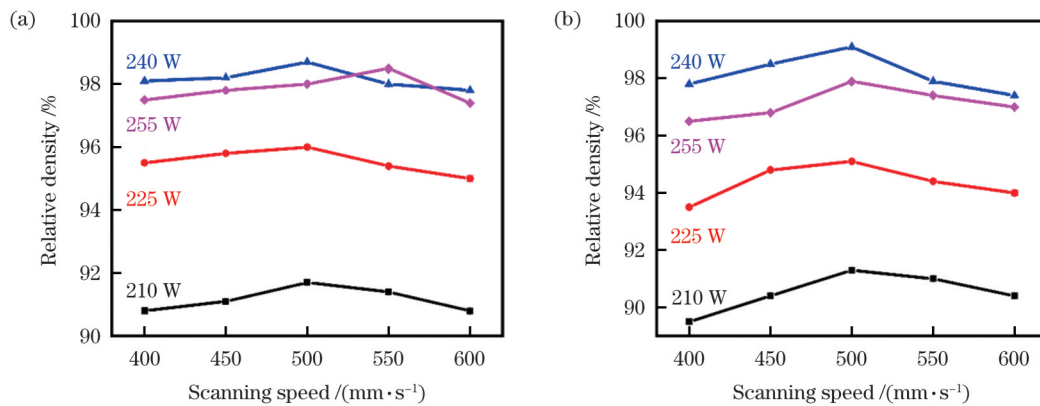 (a)
100
98
96
94
92
90
Relative density /%
240 W
255 W
225 W
210 W
400 450 500 550 600
Scanning speed /(mm·s⁻¹)
(b)
100
98
96
94
92
90
Relative density /%
240 W
255 W
225 W
210 W
400 450 500 550 600
Scanning speed /(mm·s⁻¹)